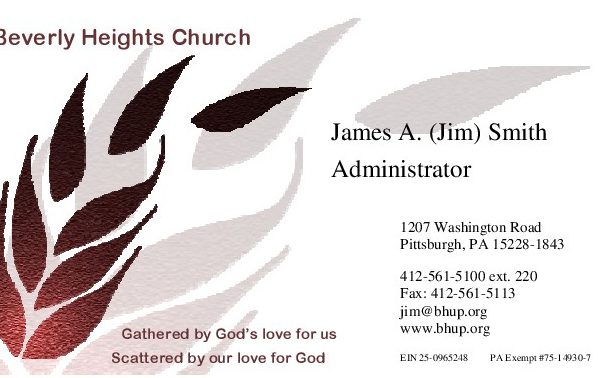 Beverly Heights Church
James A. (Jim) Smith
Administrator
1207 Washington Road
Pittsburgh, PA 15228-1843
412-561-5100 ext. 220
Fax: 412-561-5113
jim@bhup.org
www.bhup.org
Gathered by God's love for us
Scattered by our love for God
EIN 25-0965248 PA Exempt #75-14930-7